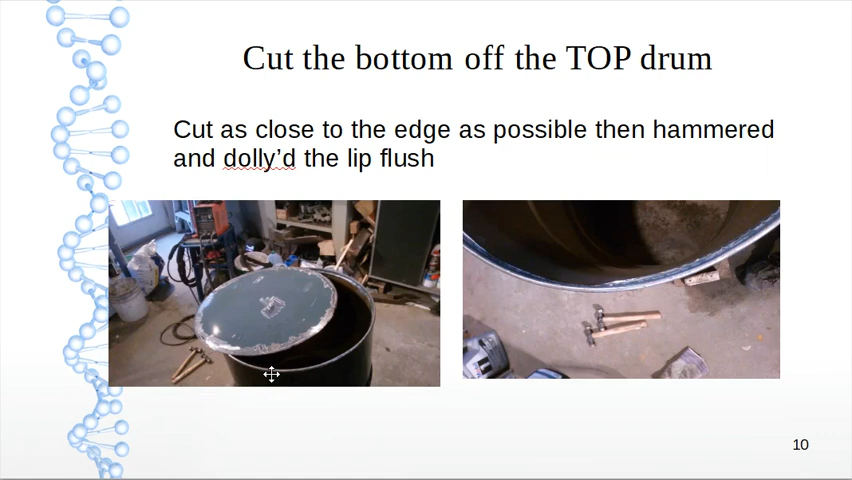 Cut the bottom off the TOP drum
Cut as close to the edge as possible then hammered
and dolly’d the lip flush
10